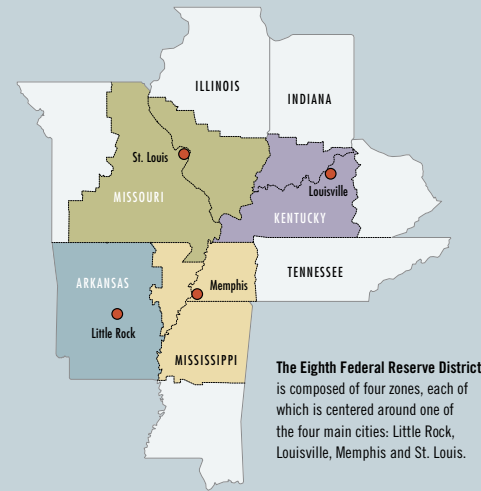 ILLINOIS
INDIANA
St. Louis
MISSOURI
Louisville
KENTUCKY
TENNESSEE
ARKANSAS
Memphis
Little Rock
MISSISSIPPI
The Eighth Federal Reserve District
is composed of four zones, each of
which is centered around one of
the four main cities: Little Rock,
Louisville, Memphis and St. Louis.